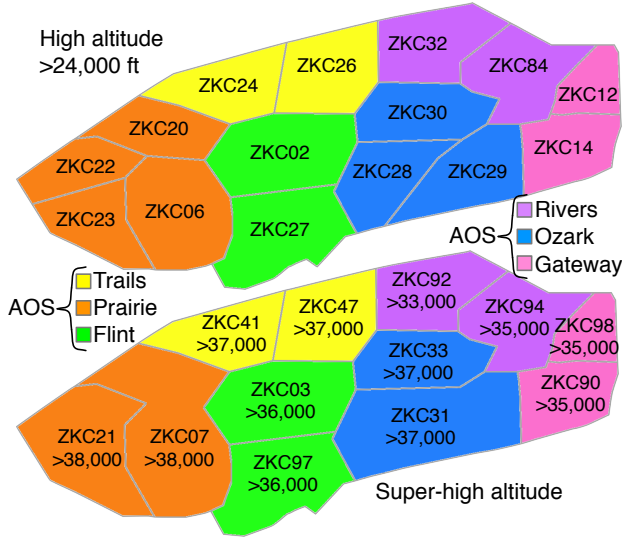 High altitude
>24,000 ft
ZKC32
ZKC26
ZKC84
ZKC24
ZKC12
ZKC30
ZKC20
ZKC02
ZKC14
ZKC22
ZKC28
ZKC29
ZKC06
ZKC23
ZKC27
AOS
Rivers
Ozark
Gateway
AOS
Trails
Prairie
Flint
ZKC92
>33,000
ZKC47
>37,000
ZKC94
>35,000
ZKC41
>37,000
ZKC98
>35,000
ZKC33
>37,000
ZKC03
>36,000
ZKC90
>35,000
ZKC31
>37,000
ZKC21
>38,000
ZKC07
>38,000
ZKC97
>36,000
Super-high altitude